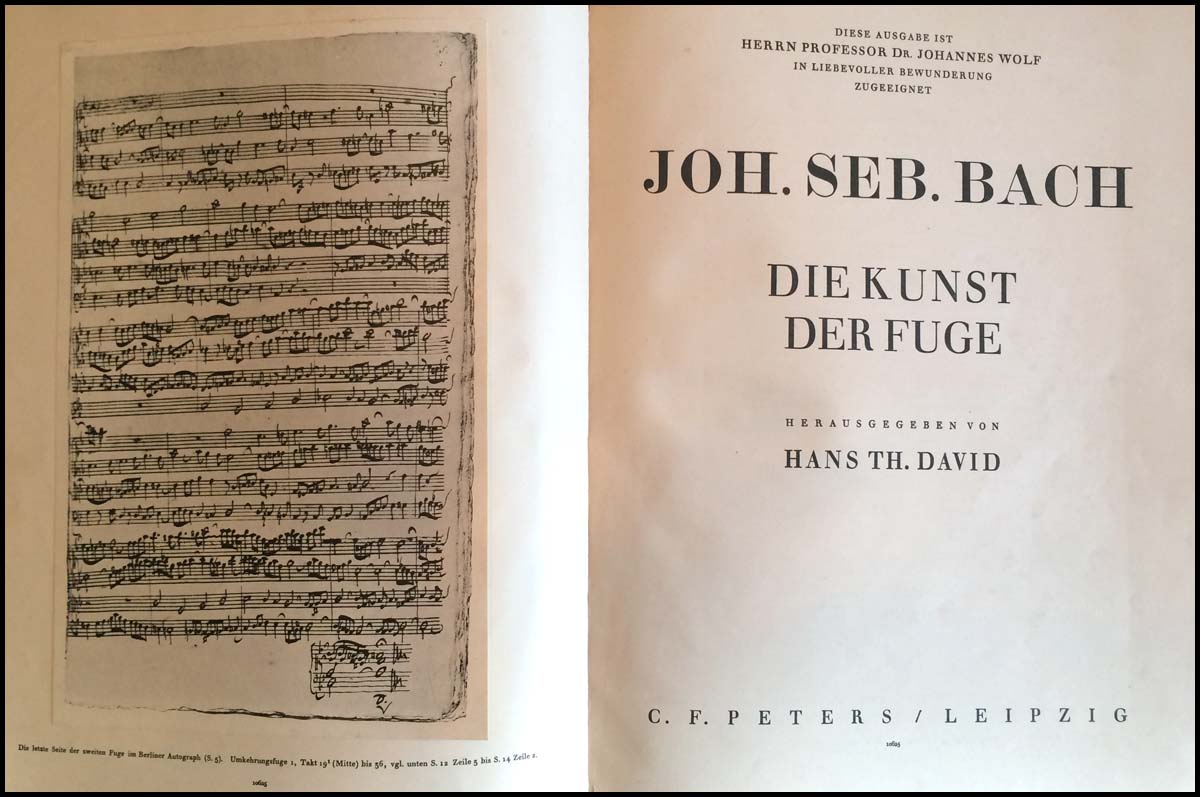 Die letzte Seite der zweiten Fuge im Berliner Autograph (S. 5). Umkehrungsfuge 1, Takt 19¹ (Mitte) bis 56, vgl. unten S. 12 Zeile 5 bis S. 14 Zeile 2.
10695
DIESE AUSGABE IST
HERRN PROFESSOR DR. JOHANNES WOLF
IN LIEBEVOLLER BEWUNDERUNG
ZUGEEIGNET
JOH. SEB. BACH
DIE KUNST
DER FUGE
HERAUSGEGEBEN VON
HANS TH. DAVID
C. F. PETERS / LEIPZIG
10695